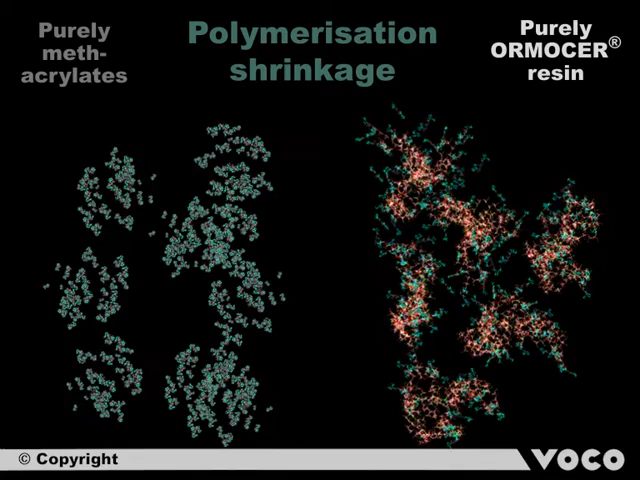 Purely
meth-
acrylates
Polymerisation
shrinkage
Purely
ORMOCER®
resin
© Copyright
VOCO